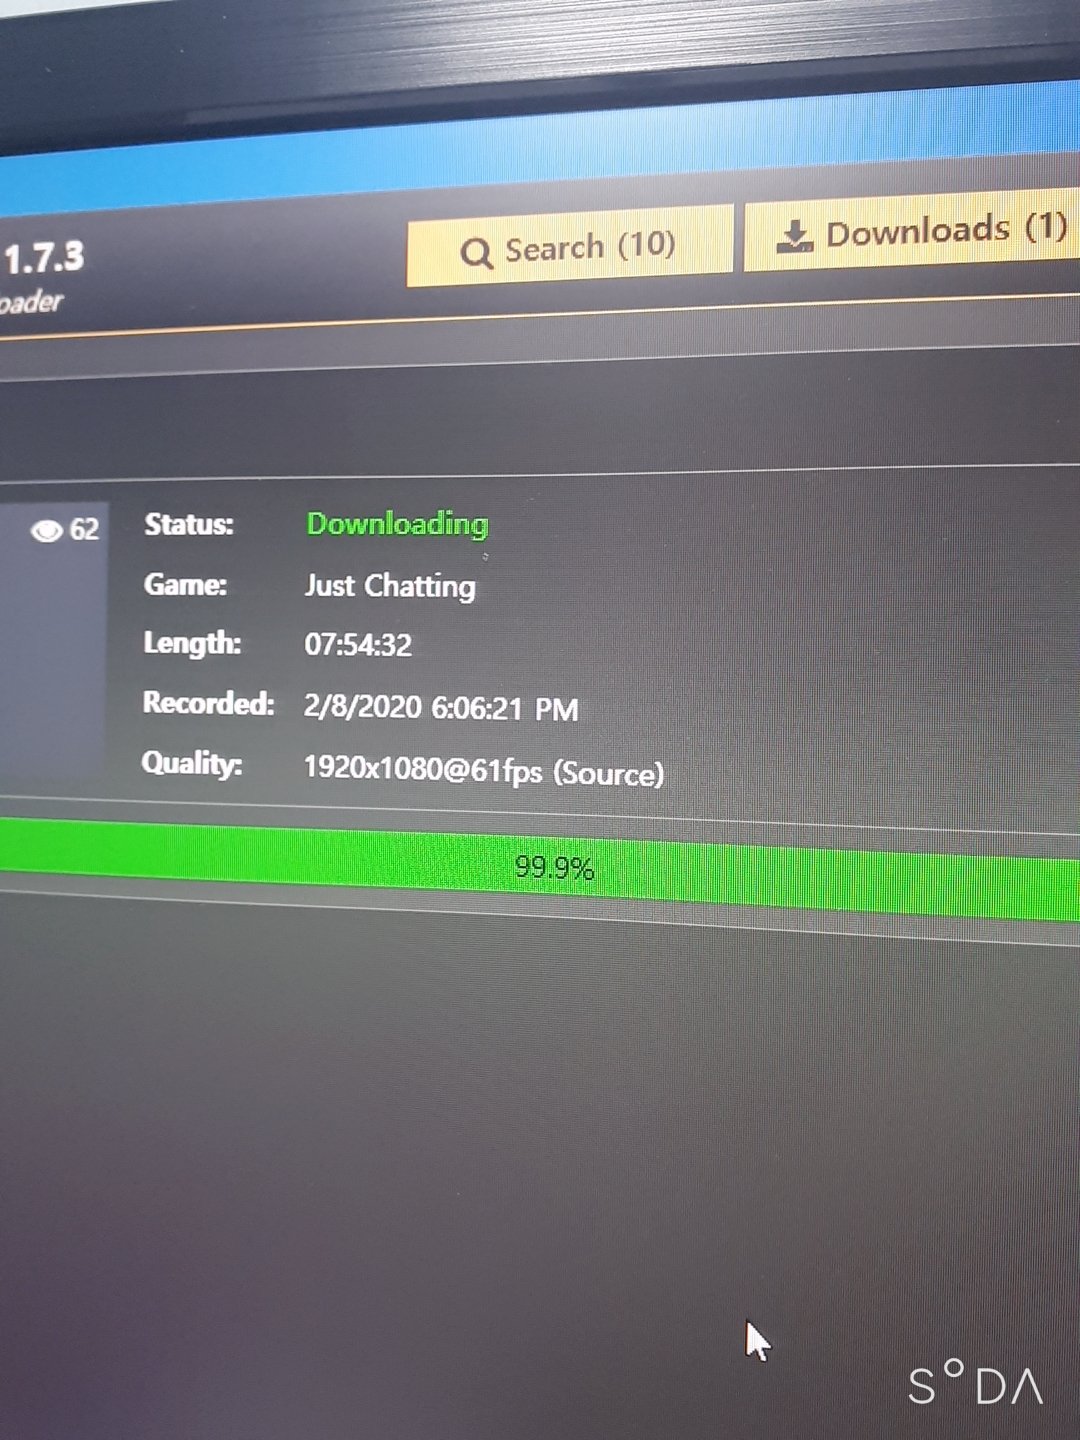 1.7.3
oader
Search (10)
Downloads (1)
62
Status: Downloading
Game: Just Chatting
Length: 07:54:32
Recorded: 2/8/2020 6:06:21 PM
Quality: 1920x1080@61fps (Source)
99.9%
SODA